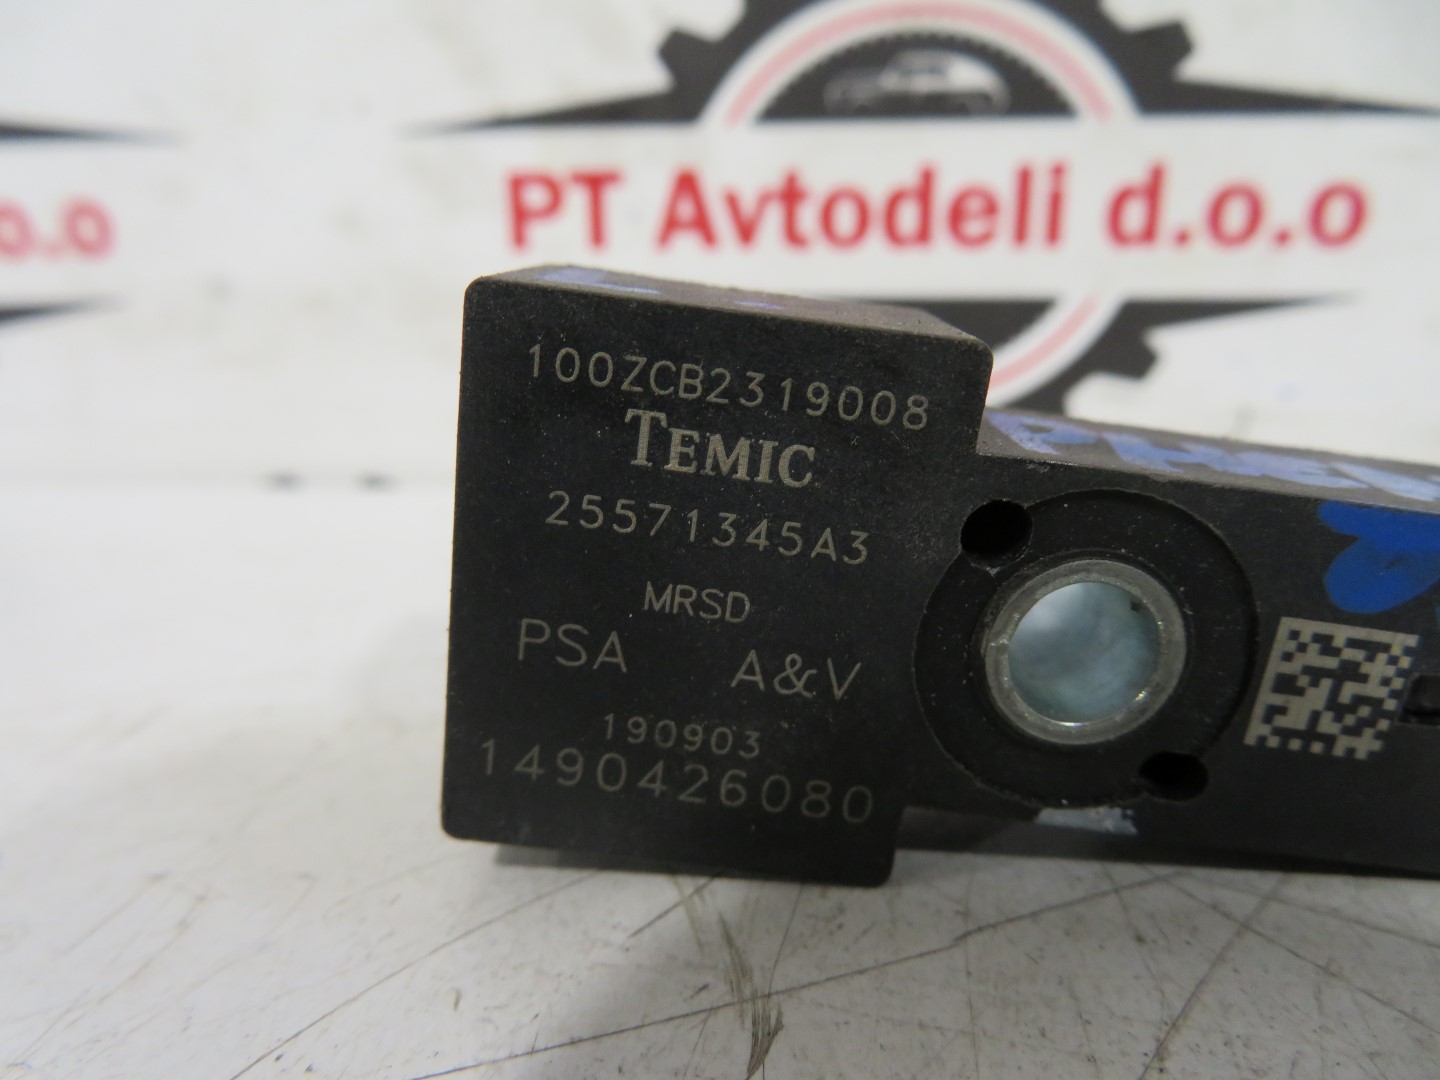 PT Avtodeli d.o.o
o.o
100ZCB2319008
TEMIC
25571345A3
MRSD
PSA A&V
190903
1490426080